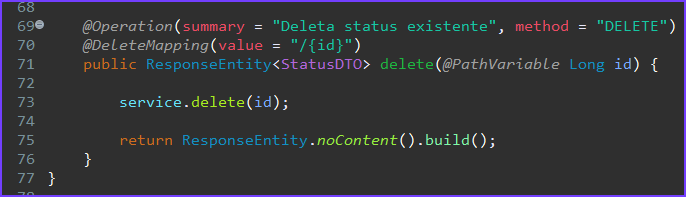 68
69 @Operation(summary = "Deleta status existente", method = "DELETE")
70 @DeleteMapping(value = "/{id}")
71 public ResponseEntity<StatusDTO> delete(@PathVariable Long id) {
72
73 service.delete(id);
74
75 return ResponseEntity.noContent().build();
76 }
77 }
78